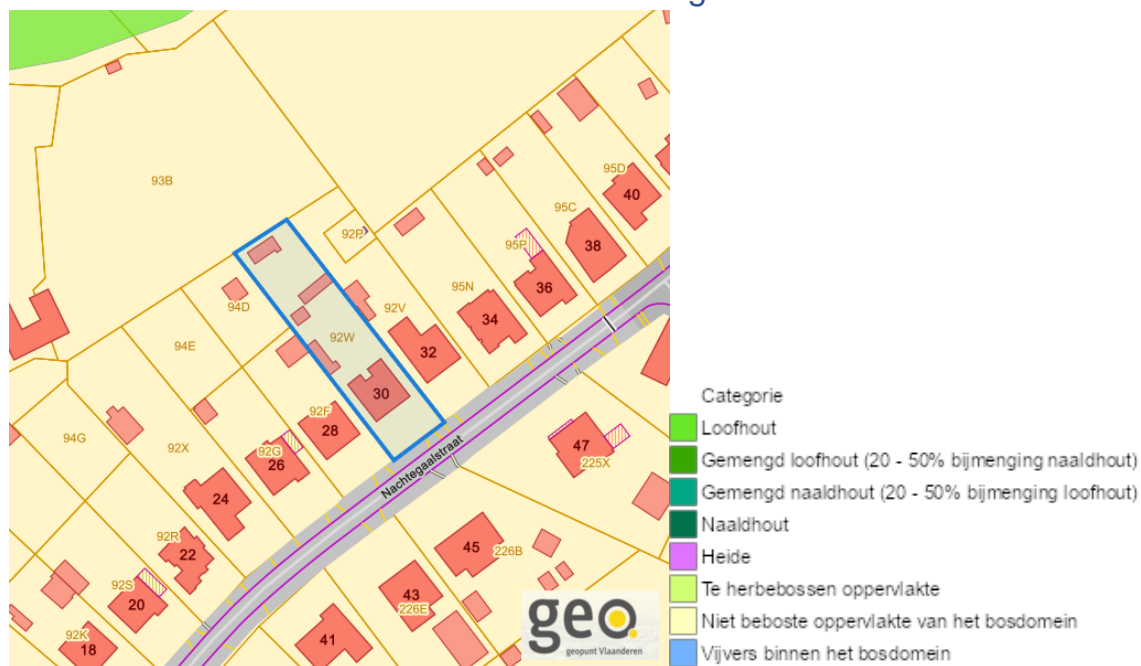 93B
95D
40
95C
38
95P
36
92P
94D
92V
95N
34
92W
32
94E
30
92F
28
94G
92X
92G
26
47
225X
24
Nachtegaalstraat
92R
22
45
226B
92S
20
43
226E
92K
18
41
geo
geopunt Vlaanderen
Categorie
Loofhout
Gemengd loofhout (20 - 50% bijmenging naaldhout)
Gemengd naaldhout (20 - 50% bijmenging loofhout)
Naaldhout
Heide
Te herbebossen oppervlakte
Niet beboste oppervlakte van het bosdomein
Vijvers binnen het bosdomein